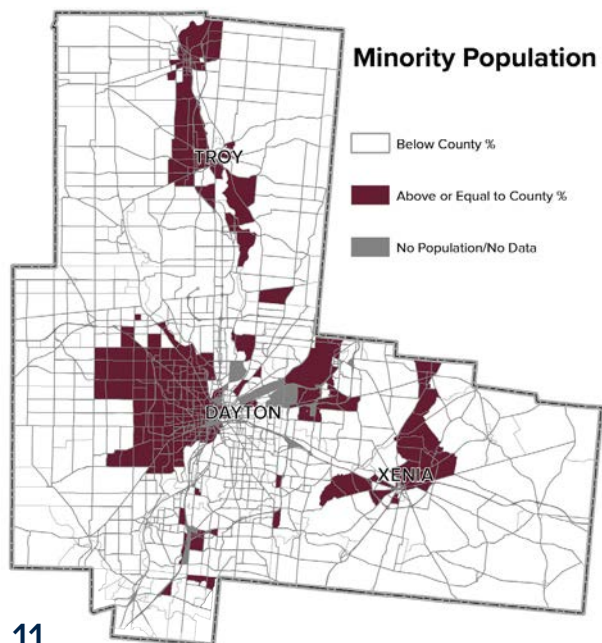 Minority Population
Below County %
Above or Equal to County %
No Population/No Data
TROY
DAYTON
XENIA
11